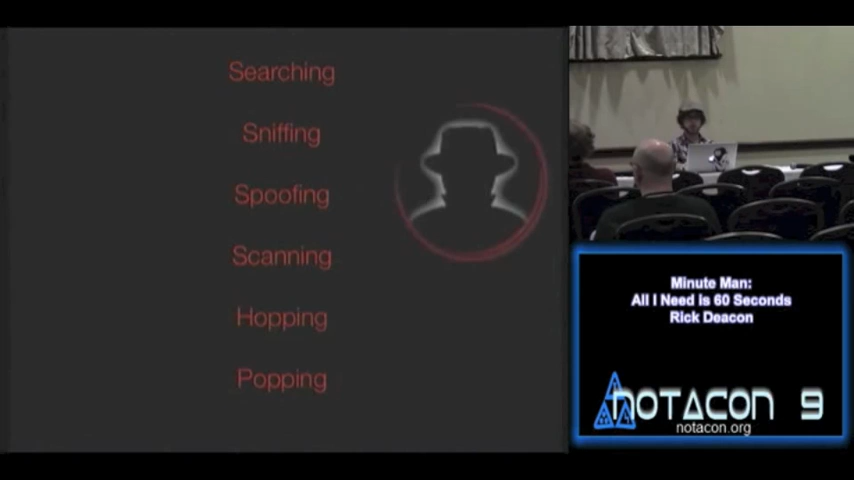 Searching
Sniffing
Spoofing
Scanning
Hopping
Popping
Minute Man:
All I Need is 60 Seconds
Rick Deacon
NOTACON 9
notacon.org